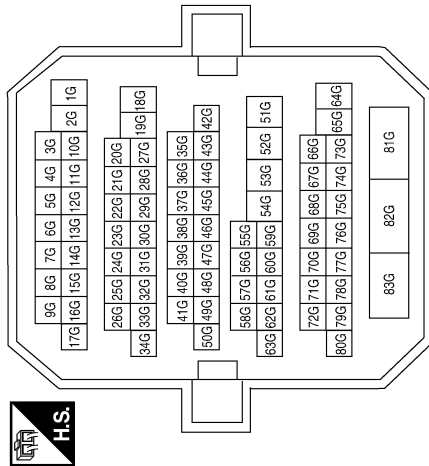 H.S.
9G 8G 7G 6G 5G 4G 3G
17G 16G 15G 14G 13G 12G 11G 10G 2G 1G
26G 25G 24G 23G 22G 21G 20G
34G 33G 32G 31G 30G 29G 28G 27G 19G 18G
41G 40G 39G 38G 37G 36G 35G
50G 49G 48G 47G 46G 45G 44G 43G 42G
58G 57G 56G 55G
63G 62G 61G 60G 59G 54G 53G 52G 51G
72G 71G 70G 69G 68G 67G 66G
80G 79G 78G 77G 76G 75G 74G 73G 65G 64G
83G 82G 81G